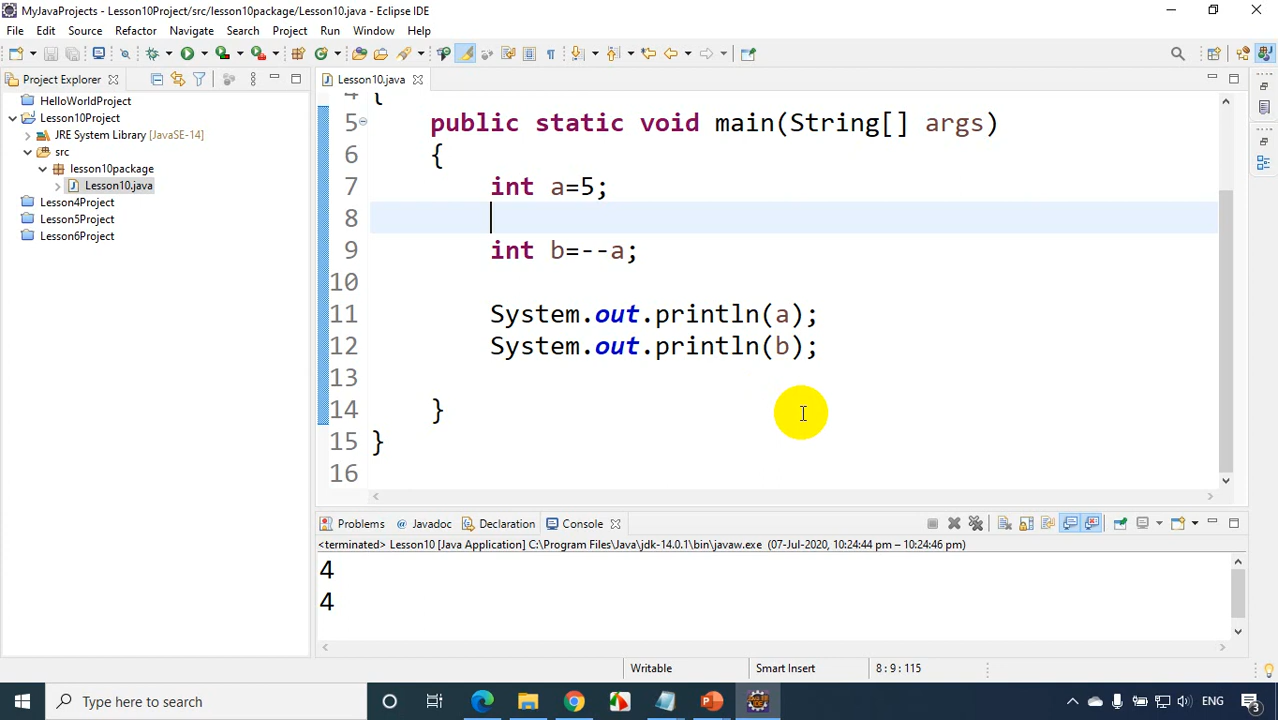 MyJavaProjects - Lesson10Project/src/lesson10package/Lesson10.java - Eclipse IDE
File Edit Source Refactor Navigate Search Project Run Window Help
Project Explorer
HelloWorldProject
Lesson10Project
JRE System Library [JavaSE-14]
src
lesson10package
Lesson10.java
Lesson4Project
Lesson5Project
Lesson6Project
Lesson10.java
4 {
5 public static void main(String[] args)
6 {
7 int a=5;
8
9 int b=--a;
10
11 System.out.println(a);
12 System.out.println(b);
13
14 }
15 }
16
Problems Javadoc Declaration Console
<terminated> Lesson10 [Java Application] C:\Program Files\Java\jdk-14.0.1\bin\javaw.exe (07-Jul-2020, 10:24:44 pm – 10:24:46 pm)
4
4
Writable Smart Insert 8 : 9 : 115
Type here to search
ENG
3